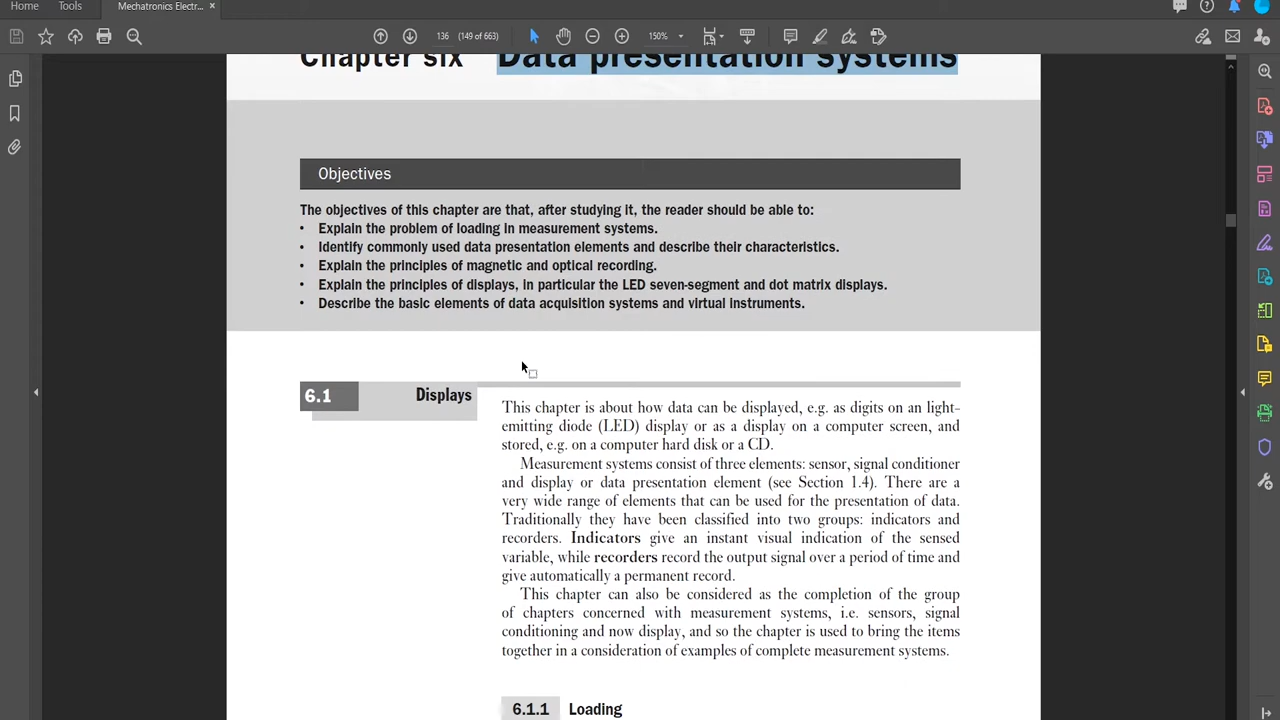 Home Tools Mechatronics Electr... ×
136 (149 of 663) 150%
Chapter six Data presentation systems
Objectives
The objectives of this chapter are that, after studying it, the reader should be able to:
• Explain the problem of loading in measurement systems.
• Identify commonly used data presentation elements and describe their characteristics.
• Explain the principles of magnetic and optical recording.
• Explain the principles of displays, in particular the LED seven-segment and dot matrix displays.
• Describe the basic elements of data acquisition systems and virtual instruments.
6.1 Displays
This chapter is about how data can be displayed, e.g. as digits on an light-
emitting diode (LED) display or as a display on a computer screen, and
stored, e.g. on a computer hard disk or a CD.
Measurement systems consist of three elements: sensor, signal conditioner
and display or data presentation element (see Section 1.4). There are a
very wide range of elements that can be used for the presentation of data.
Traditionally they have been classified into two groups: indicators and
recorders. Indicators give an instant visual indication of the sensed
variable, while recorders record the output signal over a period of time and
give automatically a permanent record.
This chapter can also be considered as the completion of the group
of chapters concerned with measurement systems, i.e. sensors, signal
conditioning and now display, and so the chapter is used to bring the items
together in a consideration of examples of complete measurement systems.
6.1.1 Loading